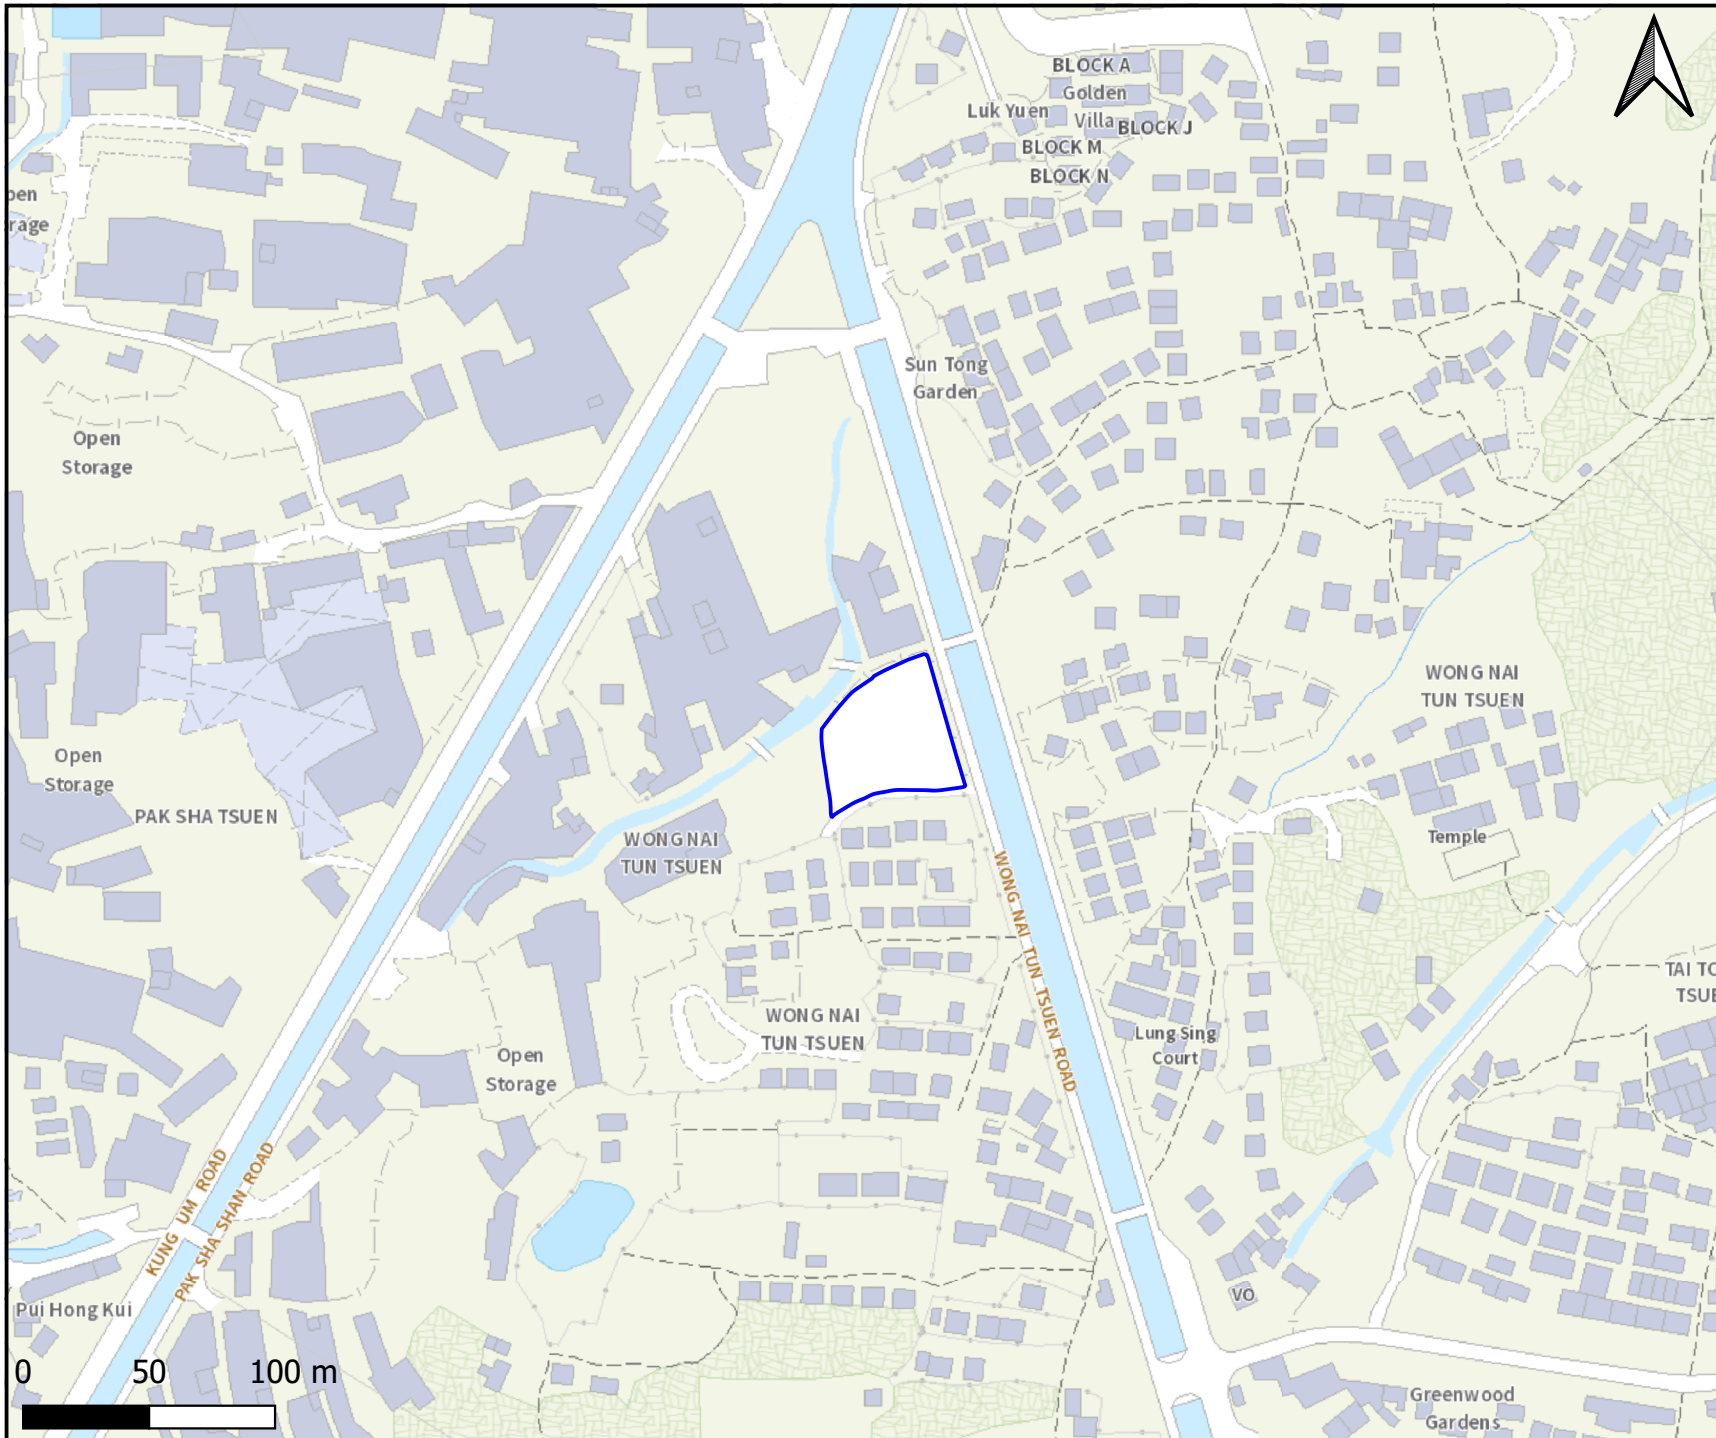 BLOCK A
Golden
Villa
Luk Yuen
BLOCK J
BLOCK M
BLOCK N
Sun Tong
Garden
Open
Storage
WONG NAI
TUN TSUEN
Open
Storage
PAK SHA TSUEN
WONG NAI
TUN TSUEN
Temple
WONG NAI TUN TSUEN ROAD
WONG NAI
TUN TSUEN
Lung Sing
Court
Open
Storage
KUNG UM ROAD
PAK SHA SHAN ROAD
VO
Pui Hong Kui
0 50 100 m
Greenwood
Gardens